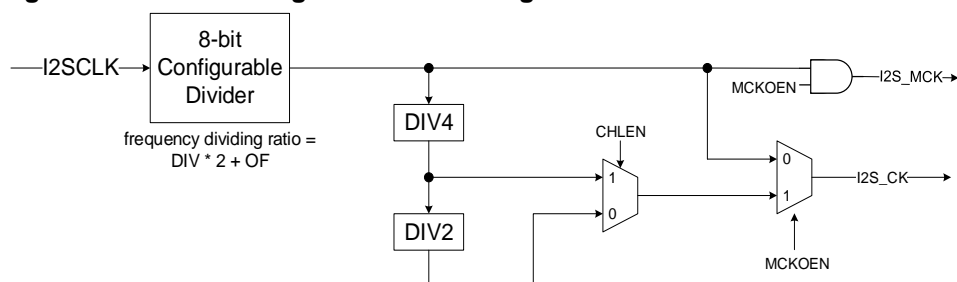 I2SCLK
8-bit
Configurable
Divider
frequency dividing ratio =
DIV * 2 + OF
DIV4
DIV2
CHLEN
1
0
MCKOEN
I2S_MCK
0
1
I2S_CK
MCKOEN